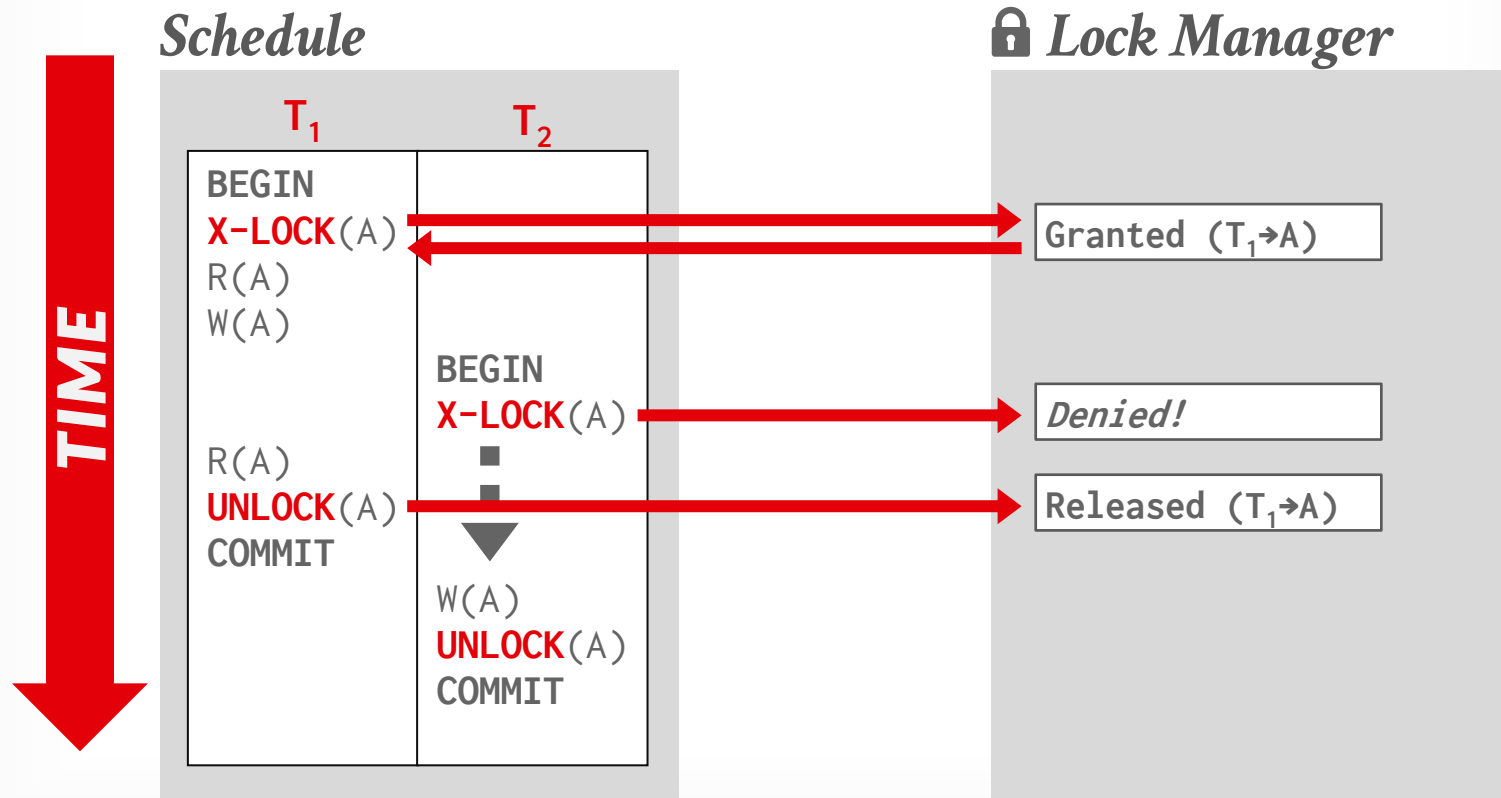 Schedule
Lock Manager
TIME
T₁
T₂
BEGIN
X-LOCK(A)
Granted (T₁→A)
R(A)
W(A)
BEGIN
X-LOCK(A)
Denied!
R(A)
UNLOCK(A)
Released (T₁→A)
COMMIT
W(A)
UNLOCK(A)
COMMIT